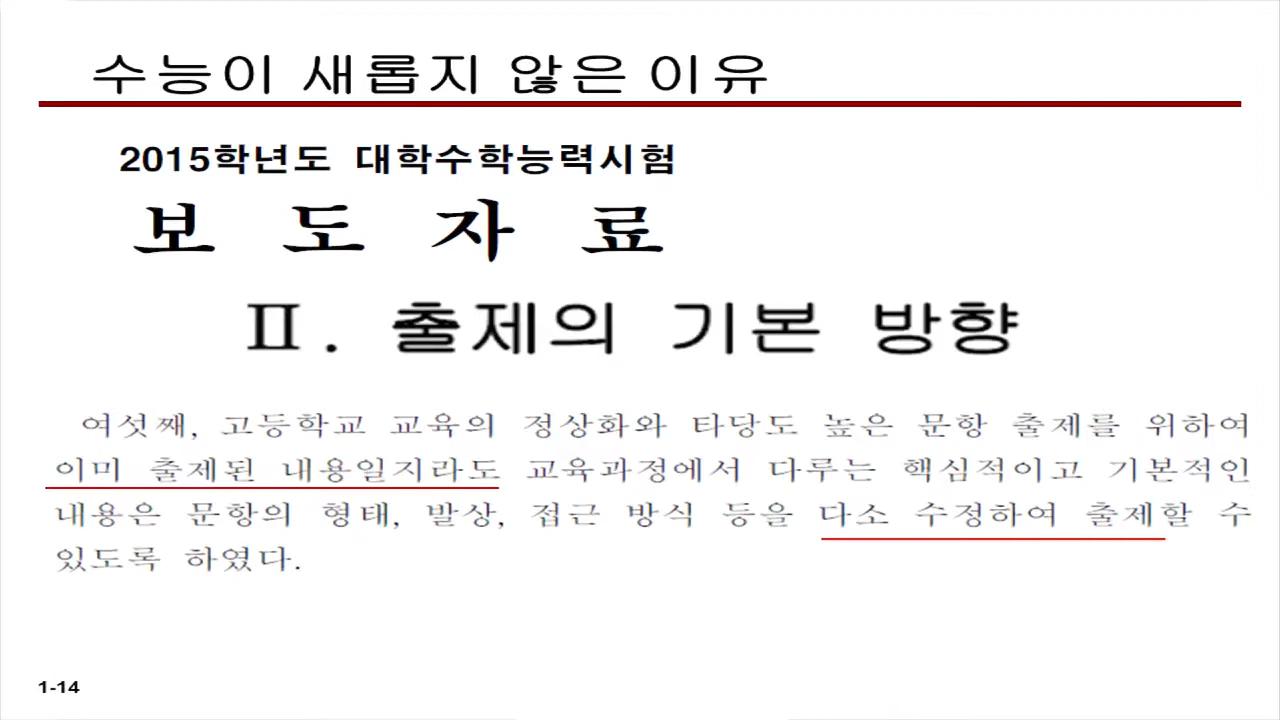 수능이 새롭지 않은 이유
2015학년도 대학수학능력시험
보 도 자 료
Ⅱ. 출제의 기본 방향
여섯째, 고등학교 교육의 정상화와 타당도 높은 문항 출제를 위하여
이미 출제된 내용일지라도 교육과정에서 다루는 핵심적이고 기본적인
내용은 문항의 형태, 발상, 접근 방식 등을 다소 수정하여 출제할 수
있도록 하였다.
1-14